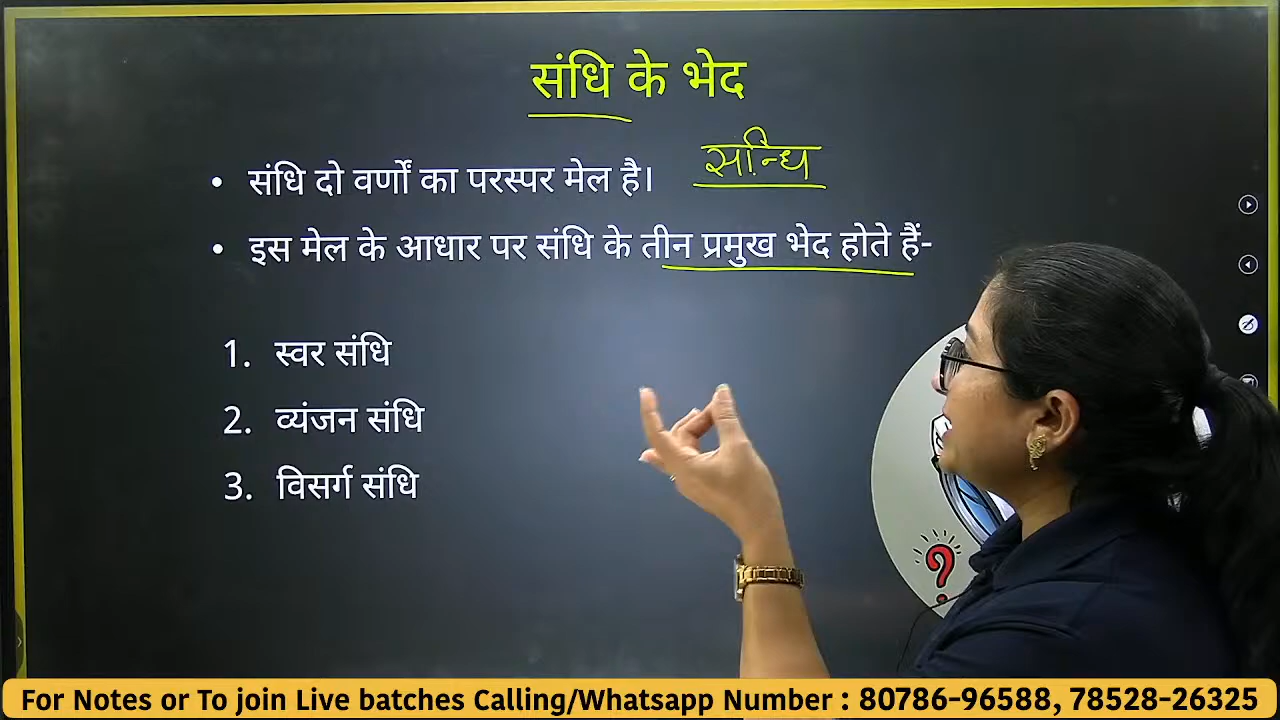 संधि के भेद
सन्धि
• संधि दो वर्णों का परस्पर मेल है।
• इस मेल के आधार पर संधि के तीन प्रमुख भेद होते हैं-
1. स्वर संधि
2. व्यंजन संधि
3. विसर्ग संधि
?
For Notes or To join Live batches Calling/Whatsapp Number : 80786-96588, 78528-26325